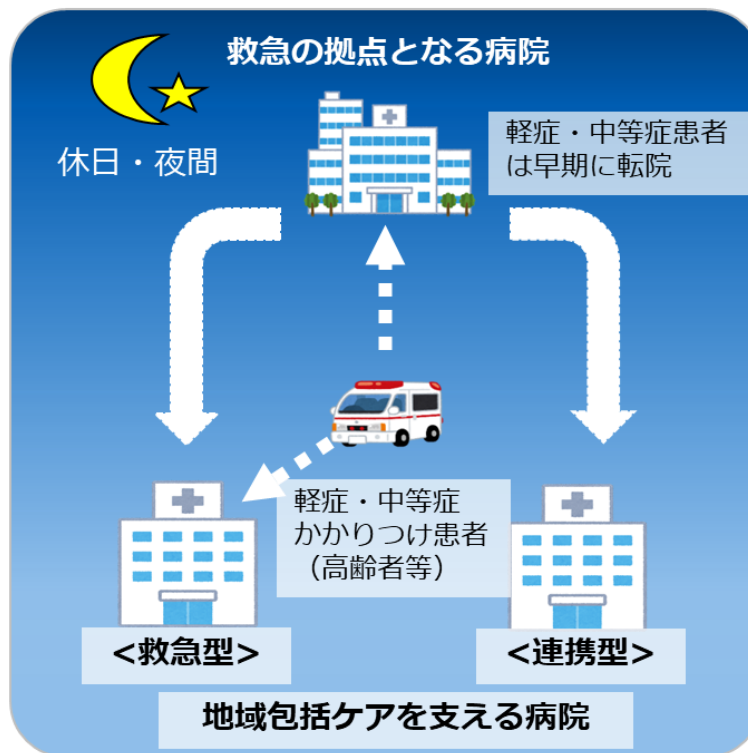 救急の拠点となる病院
休日・夜間
軽症・中等症患者
は早期に転院
軽症・中等症
かかりつけ患者
（高齢者等）
<救急型>
<連携型>
地域包括ケアを支える病院